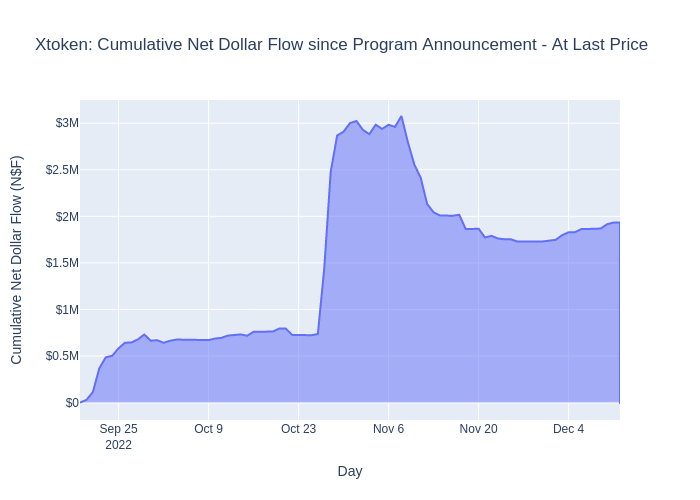 Xtoken: Cumulative Net Dollar Flow since Program Announcement - At Last Price
Cumulative Net Dollar Flow (N$F)
$3M
$2.5M
$2M
$1.5M
$1M
$0.5M
$0
Sep 25
2022
Oct 9
Oct 23
Nov 6
Nov 20
Dec 4
Day